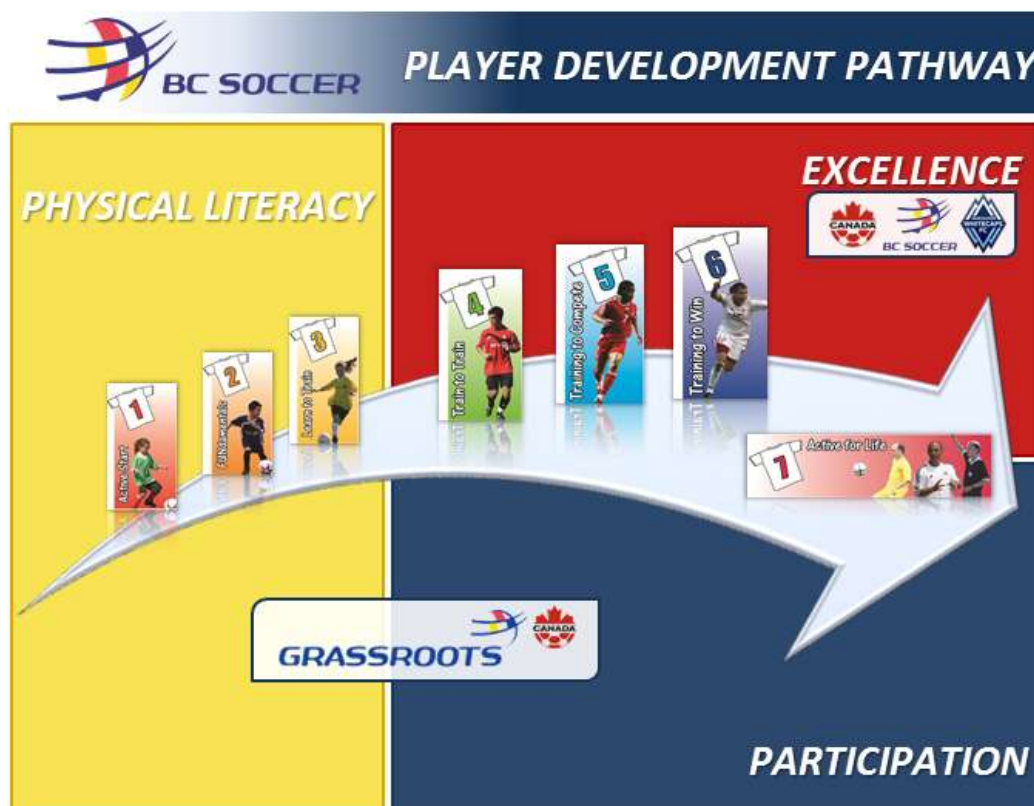 BC SOCCER
PLAYER DEVELOPMENT PATHWAY
PHYSICAL LITERACY
EXCELLENCE
CANADA
BC SOCCER
WHITECAPS FC
1
Active Start
2
FUNdamentals
3
Learn to Train
4
Train to Train
5
Training to Compete
6
Training to Win
7
Active for Life
GRASSROOTS
CANADA
PARTICIPATION